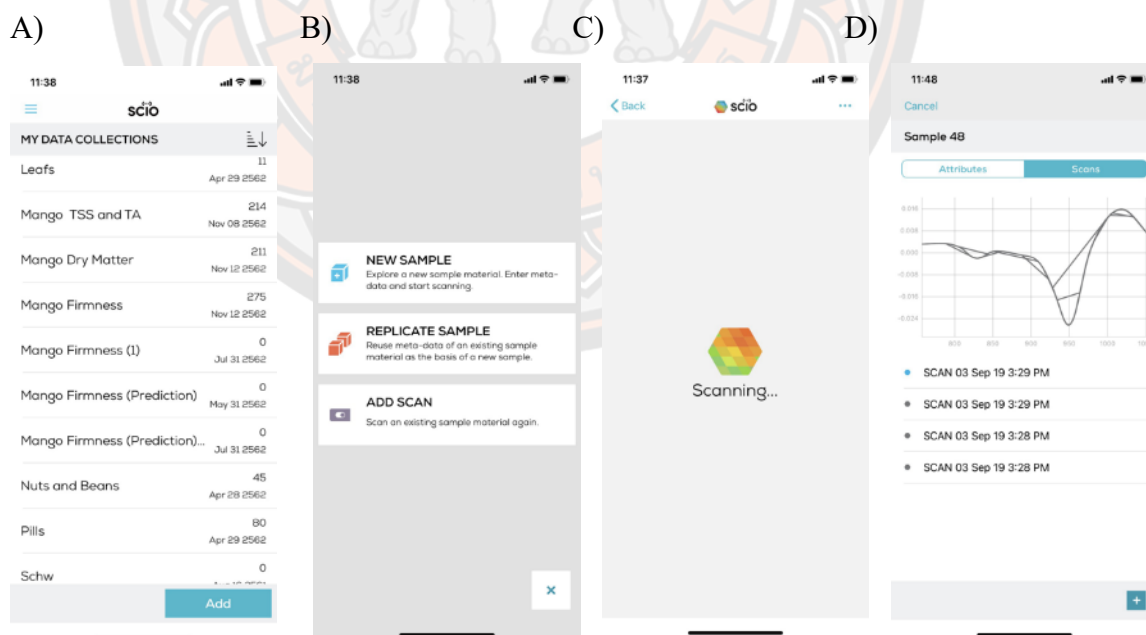 A)
B)
C)
D)
11:38
scio
MY DATA COLLECTIONS
Leafs
11
Apr 29 2562
Mango TSS and TA
214
Nov 08 2562
Mango Dry Matter
211
Nov 12 2562
Mango Firmness
275
Nov 12 2562
Mango Firmness (1)
0
Jul 31 2562
Mango Firmness (Prediction)
0
May 31 2562
Mango Firmness (Prediction)...
0
Jul 31 2562
Nuts and Beans
45
Apr 28 2562
Pills
80
Apr 29 2562
Schw
0
Add
11:38
NEW SAMPLE
Explore a new sample material. Enter meta-
data and start scanning.
REPLICATE SAMPLE
Reuse meta-data of an existing sample
material as the basis of a new sample.
ADD SCAN
Scan an existing sample material again.
11:37
Back
scio
Scanning...
11:48
Cancel
Sample 48
Attributes
Scans
SCAN 03 Sep 19 3:29 PM
SCAN 03 Sep 19 3:29 PM
SCAN 03 Sep 19 3:28 PM
SCAN 03 Sep 19 3:28 PM